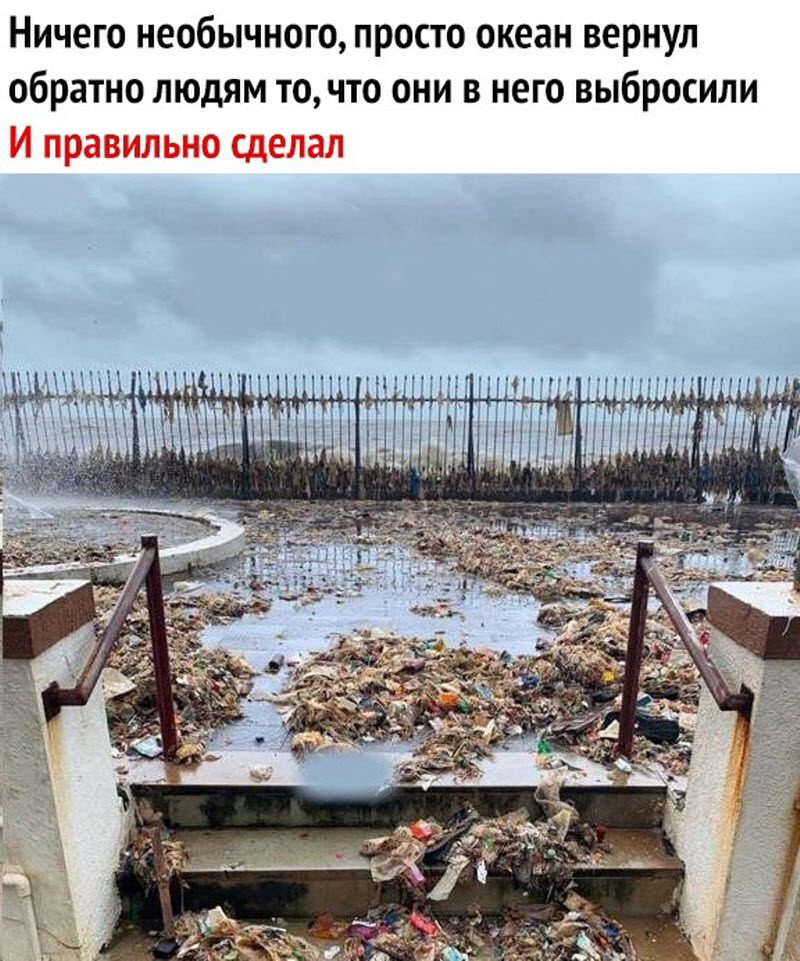 Ничего необычного, просто океан вернул
обратно людям то, что они в него выбросили
И правильно сделал